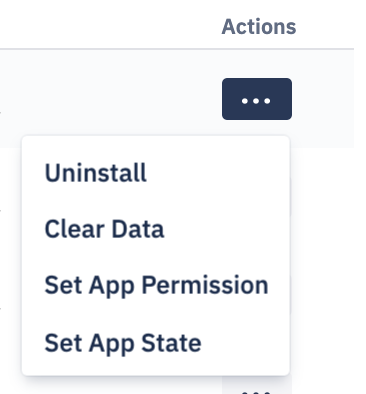 Actions
Uninstall
Clear Data
Set App Permission
Set App State